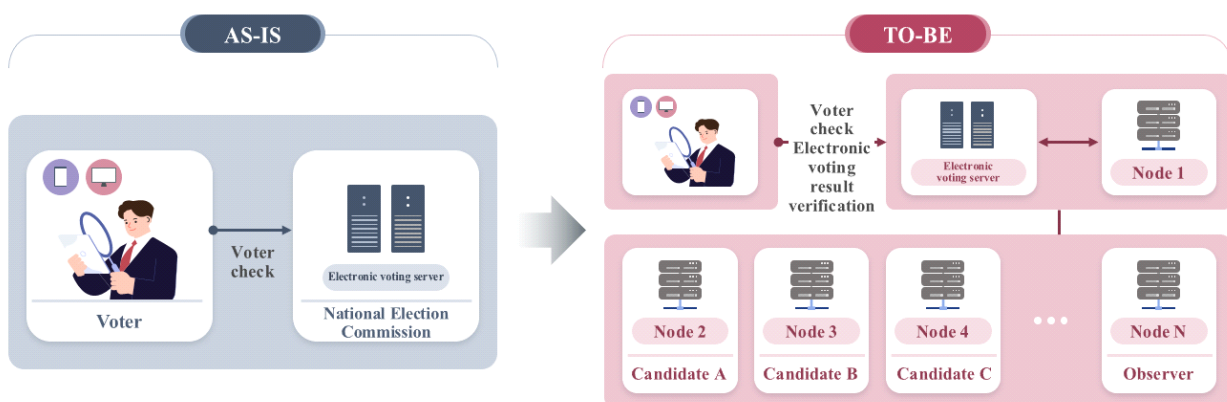 AS-IS
TO-BE
Voter
check
Electronic voting server
Voter
National Election
Commission
Voter
check
Electronic
voting
result
verification
Electronic
voting server
Node 1
Node 2
Node 3
Node 4
Node N
Candidate A
Candidate B
Candidate C
Observer